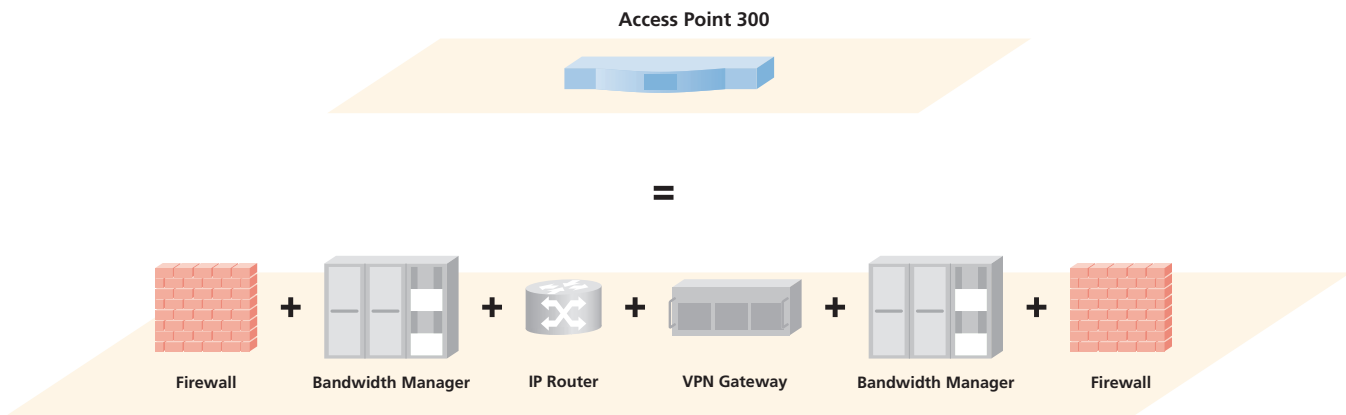 Access Point 300
=
+ + + + +
Firewall Bandwidth Manager IP Router VPN Gateway Bandwidth Manager Firewall